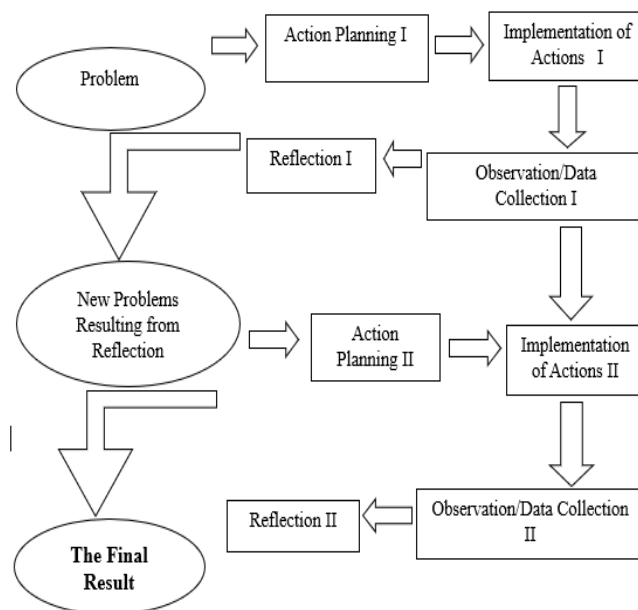 Problem
Action Planning I
Implementation of
Actions I
Reflection I
Observation/Data
Collection I
New Problems
Resulting from
Reflection
Action
Planning II
Implementation
of Actions II
Reflection II
Observation/Data Collection
II
The Final
Result